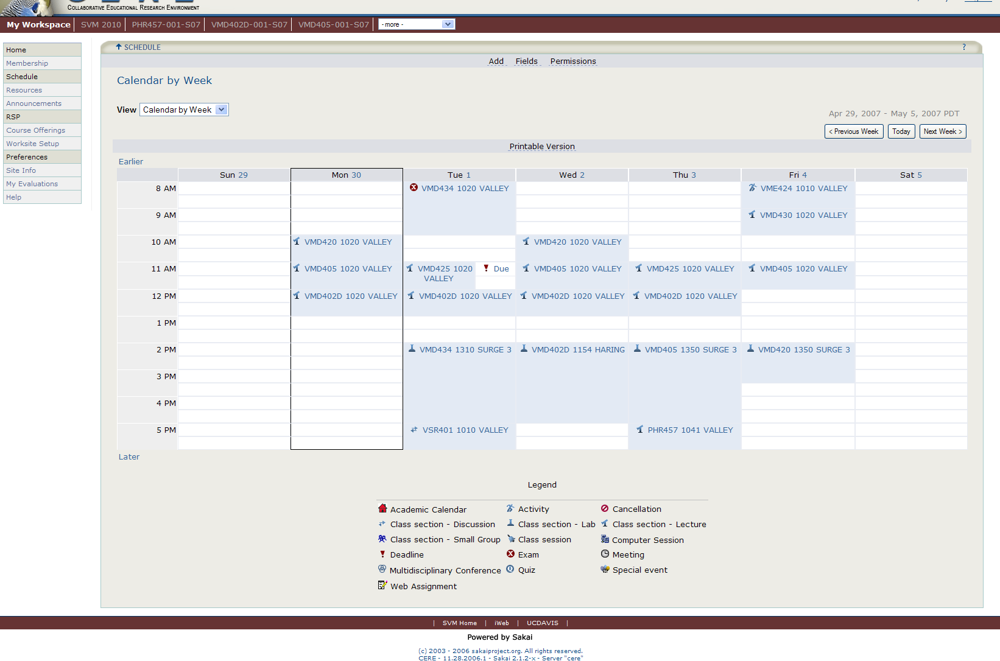 COLLABORATIVE EDUCATIONAL RESEARCH ENVIRONMENT
My Workspace SVM 2010 PHR457-001-S07 VMD402D-001-S07 VMD405-001-S07 - more -
Home
Membership
Schedule
Resources
Announcements
RSP
Course Offerings
Worksite Setup
Preferences
Site Info
My Evaluations
Help
SCHEDULE ?
Add Fields Permissions
Calendar by Week
View Calendar by Week
Apr 29, 2007 - May 5, 2007 PDT
< Previous Week Today Next Week >
Printable Version
Earlier
Sun 29 Mon 30 Tue 1 Wed 2 Thu 3 Fri 4 Sat 5
8 AM VMD434 1020 VALLEY VME424 1010 VALLEY
9 AM VMD430 1020 VALLEY
10 AM VMD420 1020 VALLEY VMD420 1020 VALLEY
11 AM VMD405 1020 VALLEY VMD425 1020 Due VMD405 1020 VALLEY VMD425 1020 VALLEY VMD405 1020 VALLEY
VALLEY
12 PM VMD402D 1020 VALLEY VMD402D 1020 VALLEY VMD402D 1020 VALLEY VMD402D 1020 VALLEY
1 PM
2 PM VMD434 1310 SURGE 3 VMD402D 1154 HARING VMD405 1350 SURGE 3 VMD420 1350 SURGE 3
3 PM
4 PM
5 PM VSR401 1010 VALLEY PHR457 1041 VALLEY
Later
Legend
Academic Calendar Activity Cancellation
Class section - Discussion Class section - Lab Class section - Lecture
Class section - Small Group Class session Computer Session
Deadline Exam Meeting
Multidisciplinary Conference Quiz Special event
Web Assignment
| SVM Home | iWeb | UCDAVIS |
Powered by Sakai
(c) 2003 - 2006 sakaiproject.org. All rights reserved.
CERE - 11.28.2006.1 - Sakai 2.1.2-x - Server "cere"